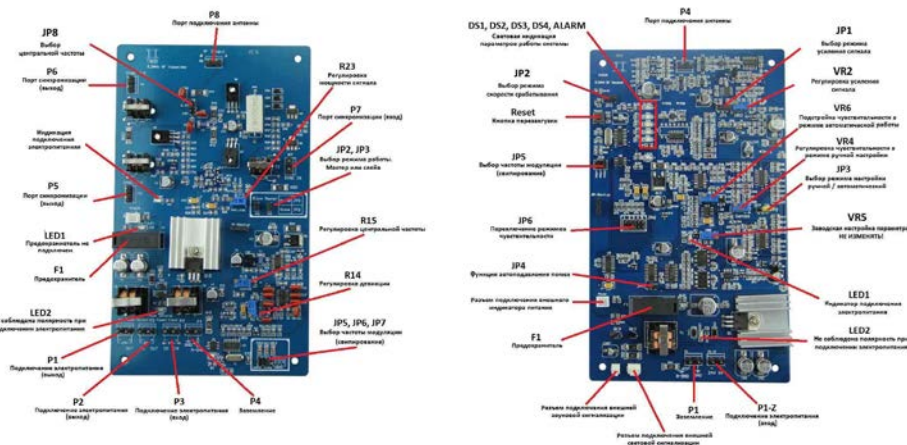 P8
Порт подключения антенны
JP8
Выбор
центральной частоты
P6
Порт синхронизации
(выход)
Индикация
подключения
электропитания
P5
Порт синхронизации
(выход)
LED1
Предохранитель не
подключен
F1
Предохранитель
LED2
соблюдена полярность при
подключении электропитания
P1
Подключение электропитания
(выход)
P2
Подключение электропитания
(выход)
P3
Подключение электропитания
(вход)
P4
Заземление
R23
Регулировка
мощности сигнала
P7
Порт синхронизации (вход)
JP2, JP3
Выбор режима работы.
Мастер или слейв
R15
Регулировка центральной частоты
R14
Регулировка девиации
JP5, JP6, JP7
Выбор частоты модуляции
(свипирование)
P4
Порт подключения антенны
DS1, DS2, DS3, DS4, ALARM
Световая индикация
параметров работы системы
JP2
Выбор режима
скорости срабатывания
Reset
Кнопка перезагрузки
JP5
Выбор частоты модуляции
(свипирование)
JP6
Переключение режимов
чувствительности
JP4
Функция автоподавления помех
Разъем подключения внешнего
индикатора питания
F1
Предохранитель
Разъем подключения внешней
звуковой сигнализации
Разъем подключения внешней
световой сигнализации
P1
Заземление
P1-Z
Подключение электропитания
(вход)
JP1
Выбор режима
усиления сигнала
VR2
Регулировка усиления
сигнала
VR6
Подстройка чувствительности в
режиме автоматической работы
VR4
Регулировка чувствительности в
режиме ручной настройки
JP3
Выбор режима настройки
ручной / автоматический
VR5
Заводская настройка параметра
НЕ ИЗМЕНЯТЬ!
LED1
Индикатор подключения
электропитания
LED2
Не соблюдена полярность при
подключении электропитания